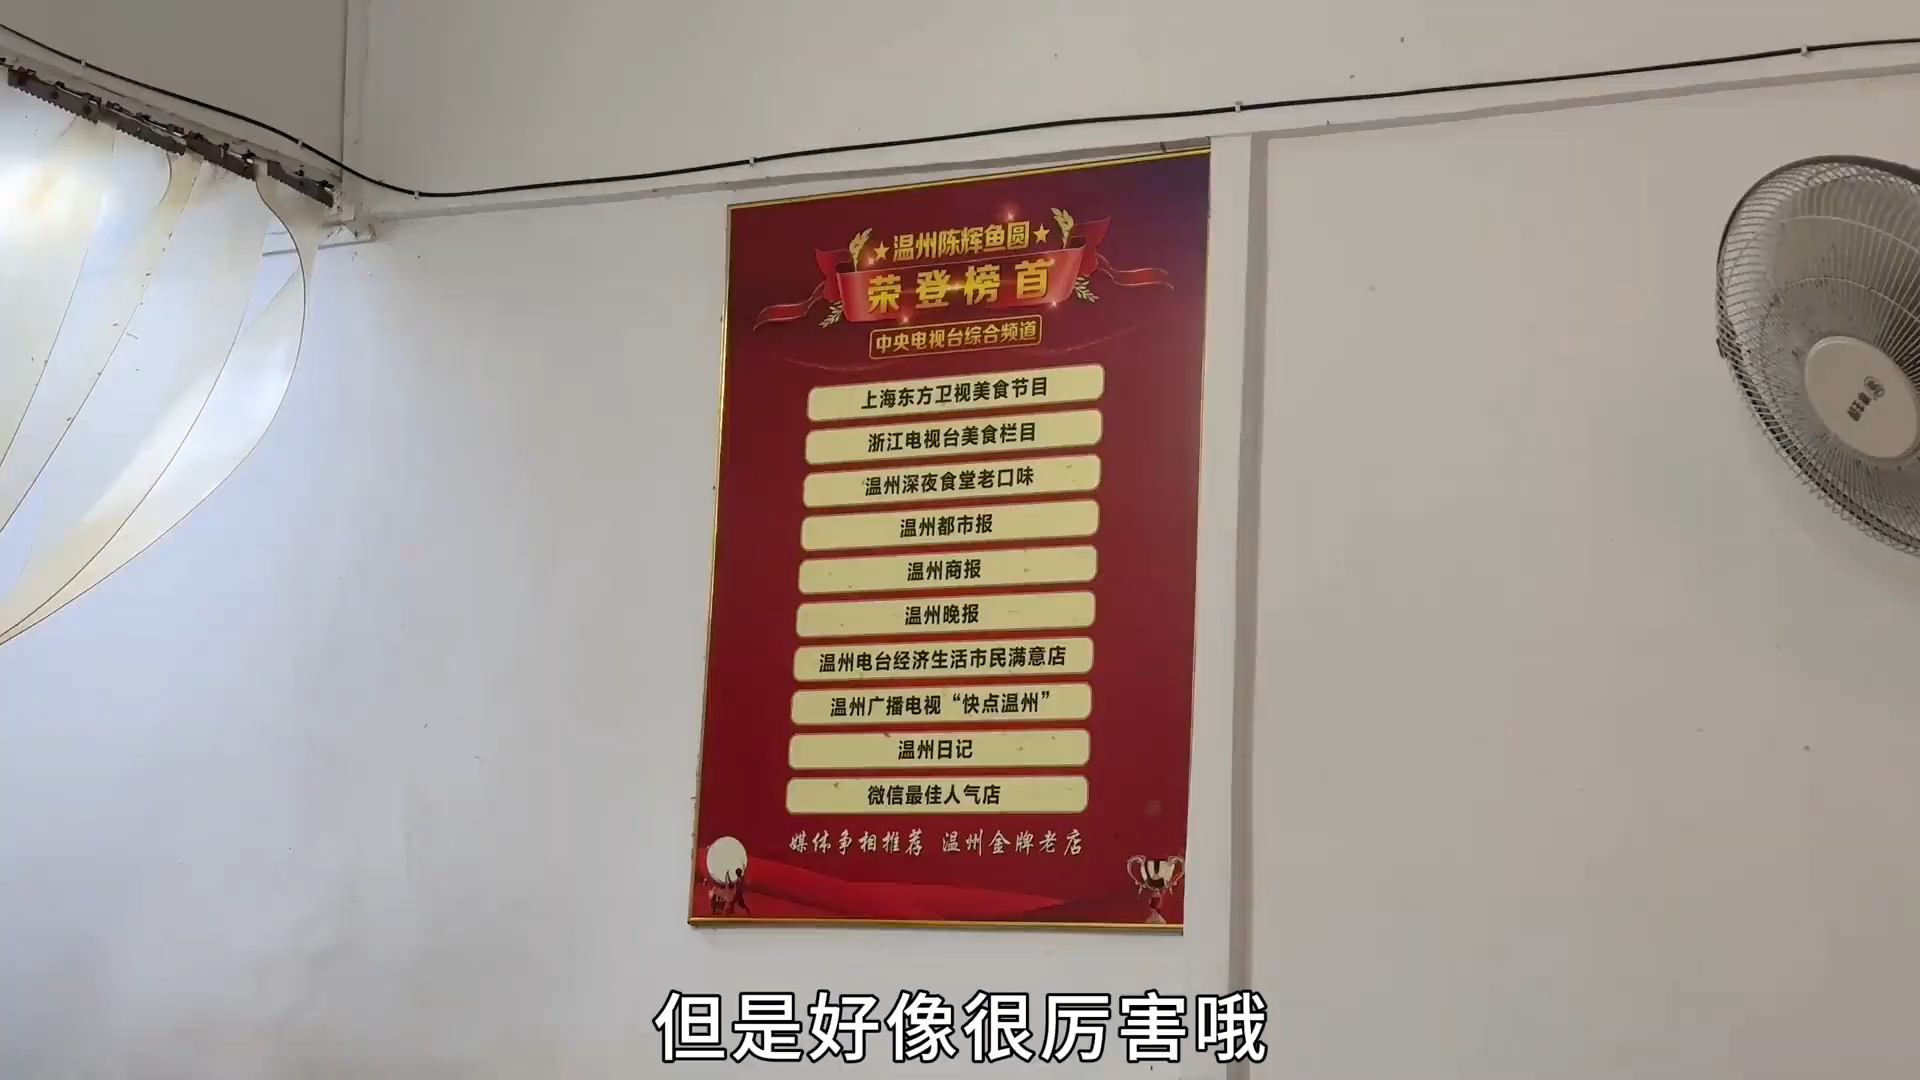 温州陈辉鱼圆
荣登榜首
中央电视台综合频道
上海东方卫视美食节目
浙江电视台美食栏目
温州深夜食堂老口味
温州都市报
温州商报
温州晚报
温州电台经济生活市民满意店
温州广播电视“快点温州”
温州日记
微信最佳人气店
媒体争相推荐 温州金牌老店
但是好像很厉害哦